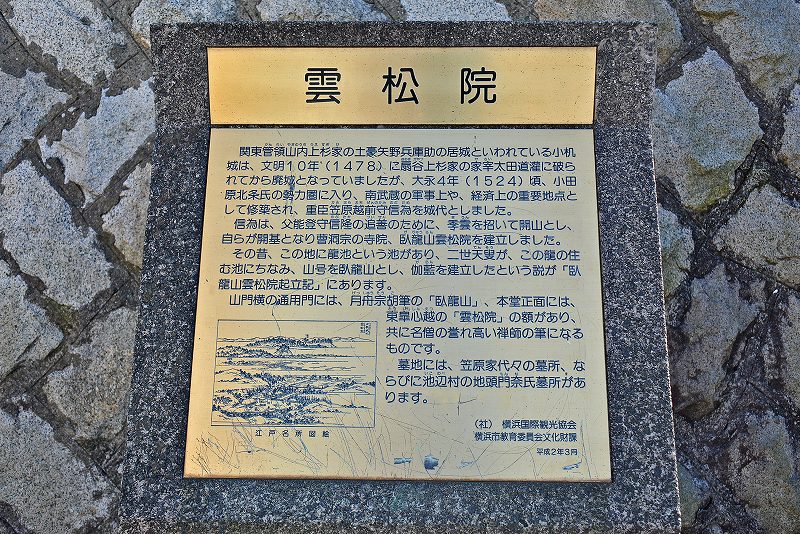 雲松院
関東管領山内上杉家の土豪矢野兵庫助の居城といわれている小机
城は、文明10年(1478)に扇谷上杉家の家宰太田道灌に破ら
れてから廃城となっていましたが、大永4年(1524)頃、小田
原北条氏の勢力圏に入り、南武蔵の軍事上や、経済上の重要地点と
して修築され、重臣笠原越前守信為を城代としました。
信為は、父能登守信隆の追善のために、季雲を招いて開山とし、
自らが開基となり曹洞宗の寺院、臥龍山雲松院を建立しました。
その昔、この地に龍池という池があり、二世天叟が、この龍の住
む池にちなみ、山号を臥龍山とし、伽藍を建立したという説が「臥
龍山雲松院起立記」にあります。
山門横の通用門には、月舟宗胡筆の「臥龍山」、本堂正面には、
東皐心越の「雲松院」の額があり、
共に名僧の誉れ高い禅師の筆になる
ものです。
墓地には、笠原家代々の墓所、な
らびに池辺村の地頭門奈氏墓所があ
ります。
江戸名所図絵
(社) 横浜国際観光協会
横浜市教育委員会文化財課
平成2年3月